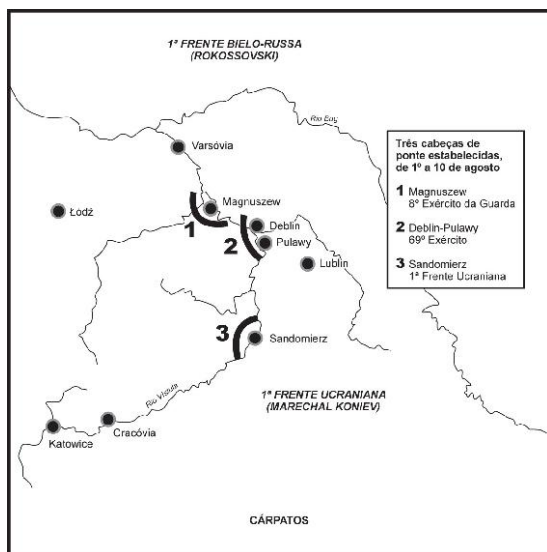 1ª FRENTE BIELO-RUSSA
(ROKOSSOVSKI)
Rio Bug
Varsóvia
Três cabeças de
ponte estabelecidas,
de 1º a 10 de agosto
1 Magnuszew
8º Exército da Guarda
2 Deblin-Pulawy
69º Exército
3 Sandomierz
1ª Frente Ucraniana
Łódź
Magnuszew
1
Deblin
2
Pulawy
Lublin
3
Sandomierz
Rio Vístula
1ª FRENTE UCRANIANA
(MARECHAL KONIEV)
Cracóvia
Katowice
CÁRPATOS